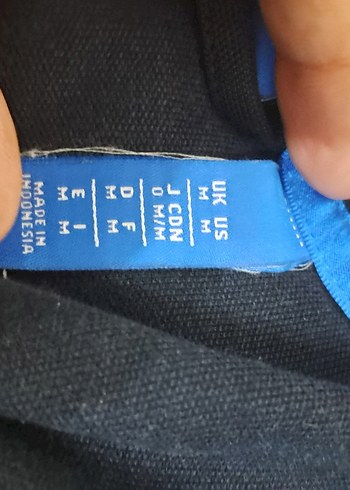 UK US
M M
J CDN
O M/M
D F
M M
E I
M M
MADE IN
INDONESIA